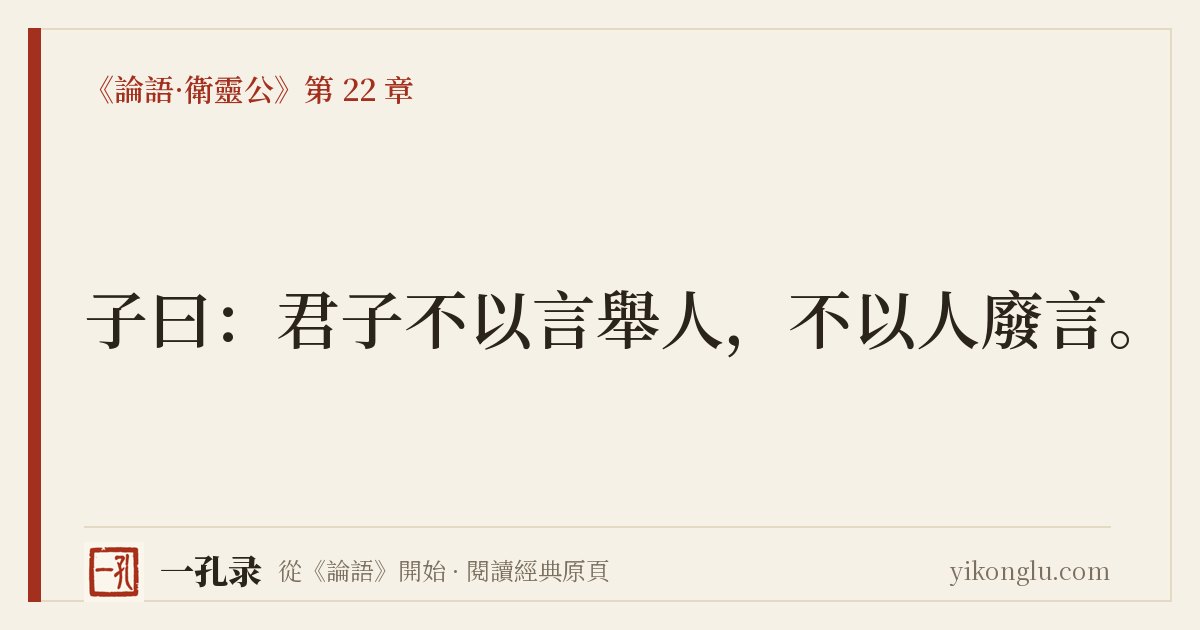 《論語·衛靈公》第 22 章
子曰：君子不以言舉人，不以人廢言。
一孔
一孔录 從《論語》開始 · 閱讀經典原頁 yikonglu.com